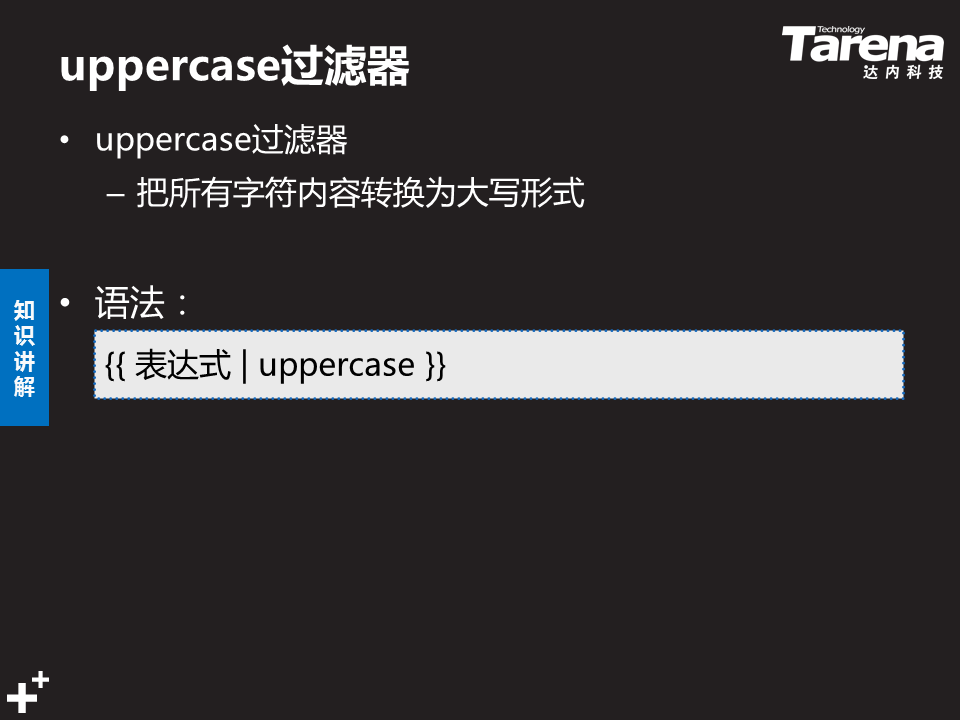 uppercase过滤器
Technology
Tarena
达内科技
• uppercase过滤器
– 把所有字符内容转换为大写形式
知识讲解
• 语法：
{{ 表达式 | uppercase }}